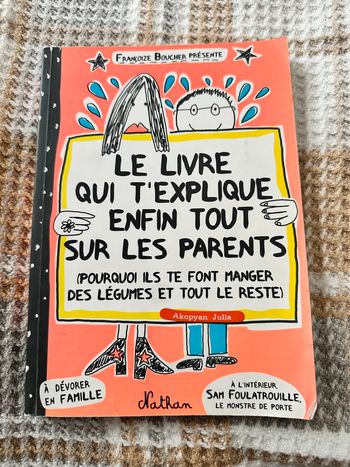 Françoize Boucher présente
LE LIVRE
QUI T'EXPLIQUE
ENFIN TOUT
SUR LES PARENTS
(POURQUOI ILS TE FONT MANGER
DES LÉGUMES ET TOUT LE RESTE)
Akopyan Julia
À DÉVORER
EN FAMILLE
Nathan
À L'INTÉRIEUR,
SAM FOULATROUILLE,
LE MONSTRE DE PORTE